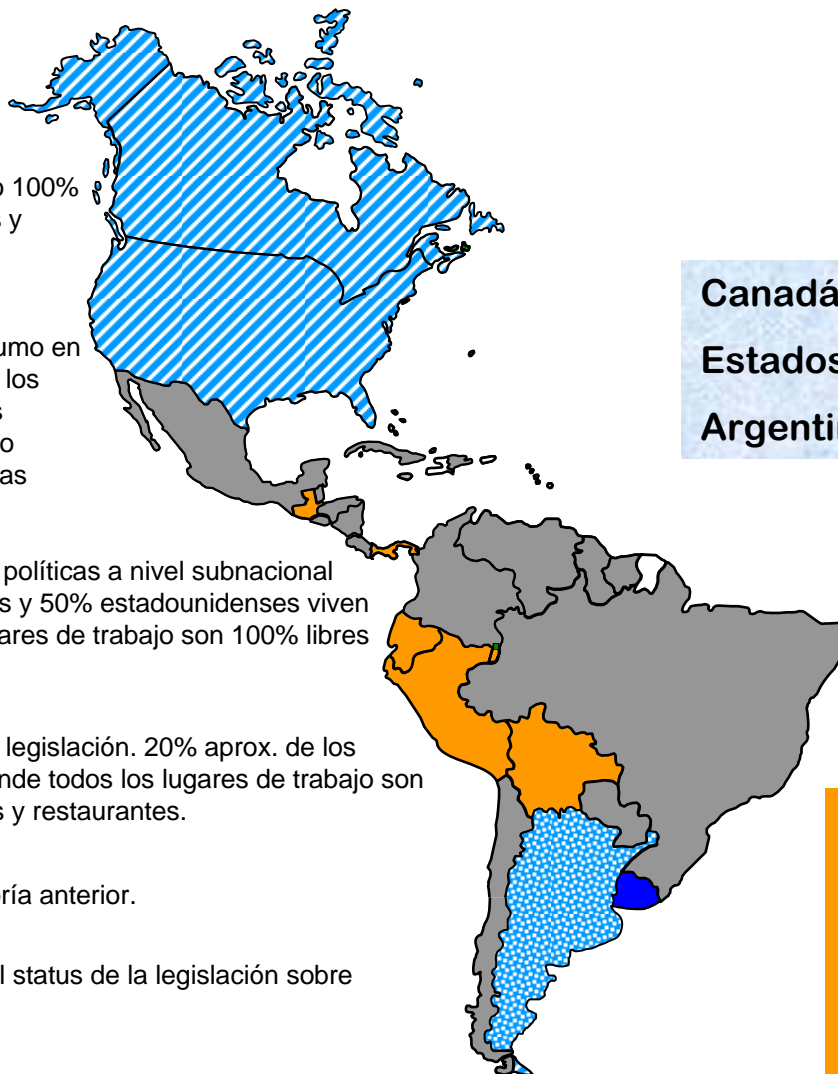 100%
y
umo en
los
políticas a nivel subnacional
s y 50% estadounidenses viven
ares de trabajo son 100% libres
legislación. 20% aprox. de los
nde todos los lugares de trabajo son
s y restaurantes.
ría anterior.
l status de la legislación sobre
Canadá
Estados
Argentin